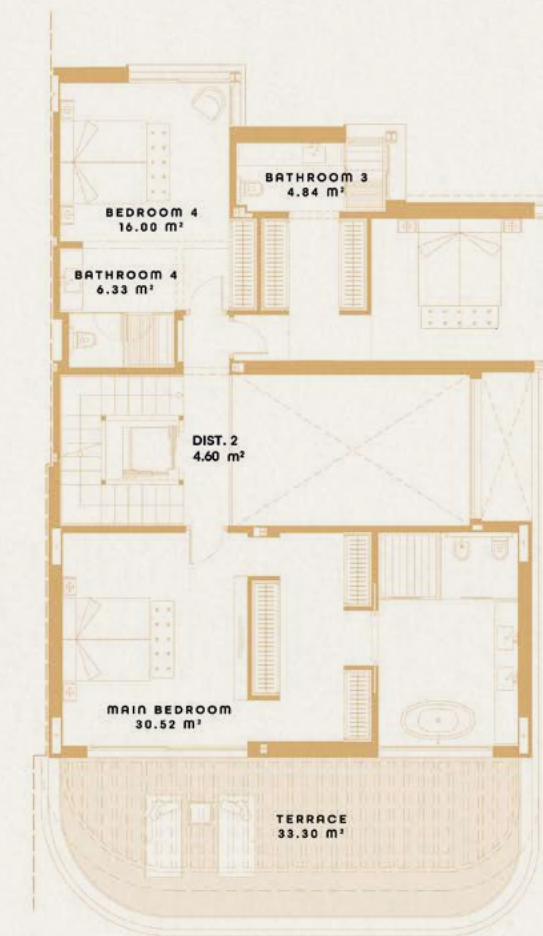 BATHROOM 3
4.84 m²
BEDROOM 4
16.00 m²
BATHROOM 4
6.33 m²
DIST. 2
4.60 m²
MAIN BEDROOM
30.52 m²
TERRACE
33.30 m²